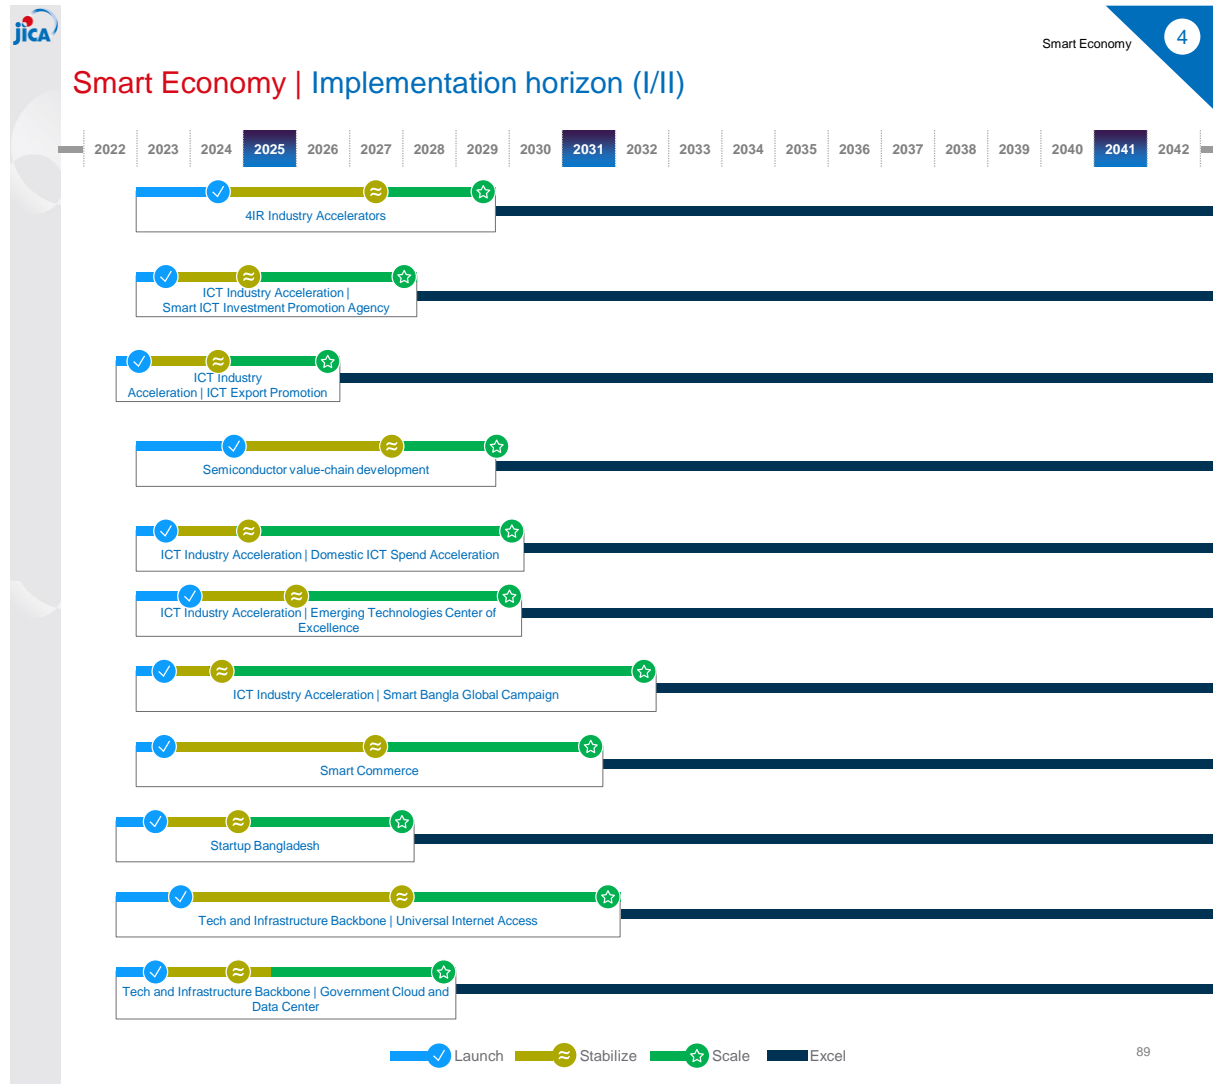 JICA
Smart Economy
4
Smart Economy | Implementation horizon (I/II)
2022 2023 2024 2025 2026 2027 2028 2029 2030 2031 2032 2033 2034 2035 2036 2037 2038 2039 2040 2041 2042
4IR Industry Accelerators
ICT Industry Acceleration |
Smart ICT Investment Promotion Agency
ICT Industry
Acceleration | ICT Export Promotion
Semiconductor value-chain development
ICT Industry Acceleration | Domestic ICT Spend Acceleration
ICT Industry Acceleration | Emerging Technologies Center of
Excellence
ICT Industry Acceleration | Smart Bangla Global Campaign
Smart Commerce
Startup Bangladesh
Tech and Infrastructure Backbone | Universal Internet Access
Tech and Infrastructure Backbone | Government Cloud and
Data Center
Launch Stabilize Scale Excel
89